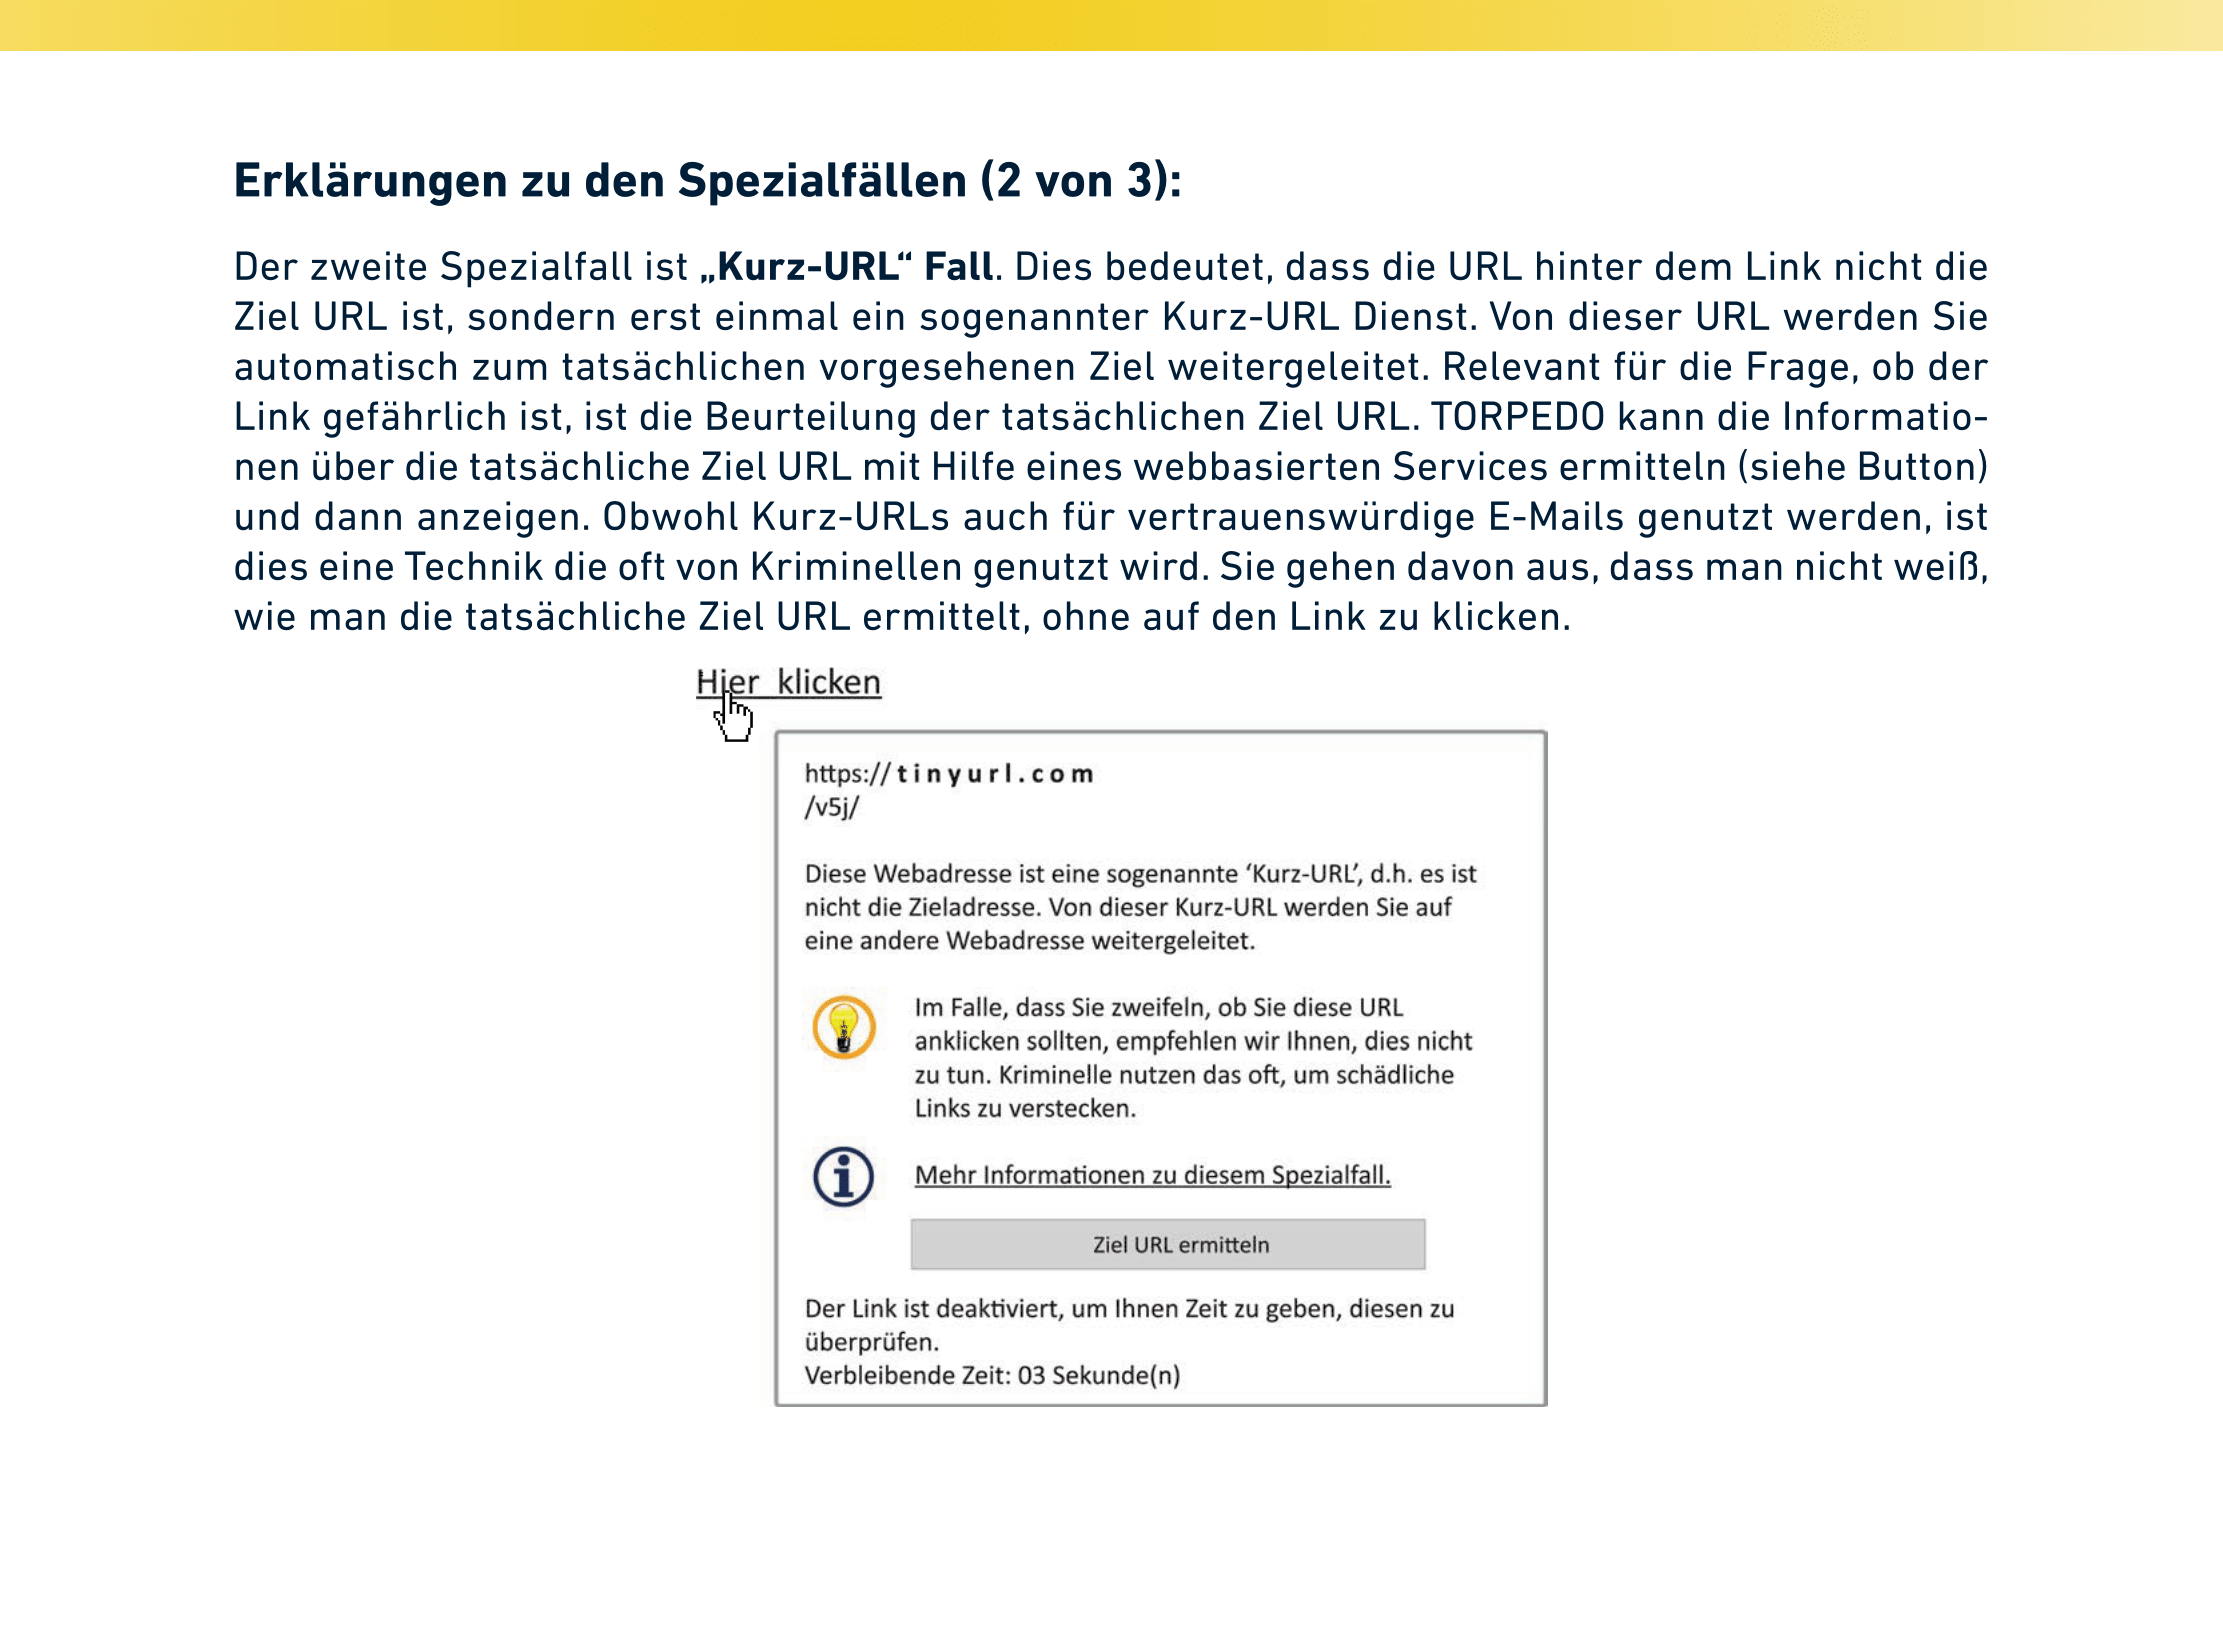 Erklärungen zu den Spezialfällen (2 von 3):
Der zweite Spezialfall ist „Kurz-URL“ Fall. Dies bedeutet, dass die URL hinter dem Link nicht die
Ziel URL ist, sondern erst einmal ein sogenannter Kurz-URL Dienst. Von dieser URL werden Sie
automatisch zum tatsächlichen vorgesehenen Ziel weitergeleitet. Relevant für die Frage, ob der
Link gefährlich ist, ist die Beurteilung der tatsächlichen Ziel URL. TORPEDO kann die Informatio-
nen über die tatsächliche Ziel URL mit Hilfe eines webbasierten Services ermitteln (siehe Button)
und dann anzeigen. Obwohl Kurz-URLs auch für vertrauenswürdige E-Mails genutzt werden, ist
dies eine Technik die oft von Kriminellen genutzt wird. Sie gehen davon aus, dass man nicht weiß,
wie man die tatsächliche Ziel URL ermittelt, ohne auf den Link zu klicken.
Hier klicken
https://tinyurl.com
/v5j/
Diese Webadresse ist eine sogenannte ‘Kurz-URL’, d.h. es ist
nicht die Zieladresse. Von dieser Kurz-URL werden Sie auf
eine andere Webadresse weitergeleitet.
Im Falle, dass Sie zweifeln, ob Sie diese URL
anklicken sollten, empfehlen wir Ihnen, dies nicht
zu tun. Kriminelle nutzen das oft, um schädliche
Links zu verstecken.
Mehr Informationen zu diesem Spezialfall.
Ziel URL ermitteln
Der Link ist deaktiviert, um Ihnen Zeit zu geben, diesen zu
überprüfen.
Verbleibende Zeit: 03 Sekunde(n)